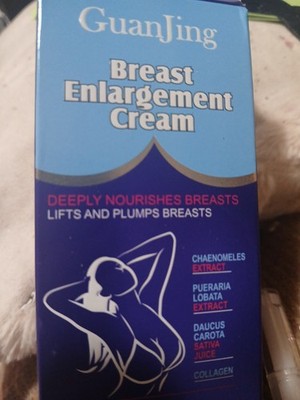 GuanJing
Breast
Enlargement
Cream
DEEPLY NOURISHES BREASTS
LIFTS AND PLUMPS BREASTS
CHAENOMELES
EXTRACT
PUERARIA
LOBATA
EXTRACT
DAUCUS
CAROTA
SATIVA
JUICE
COLLAGEN